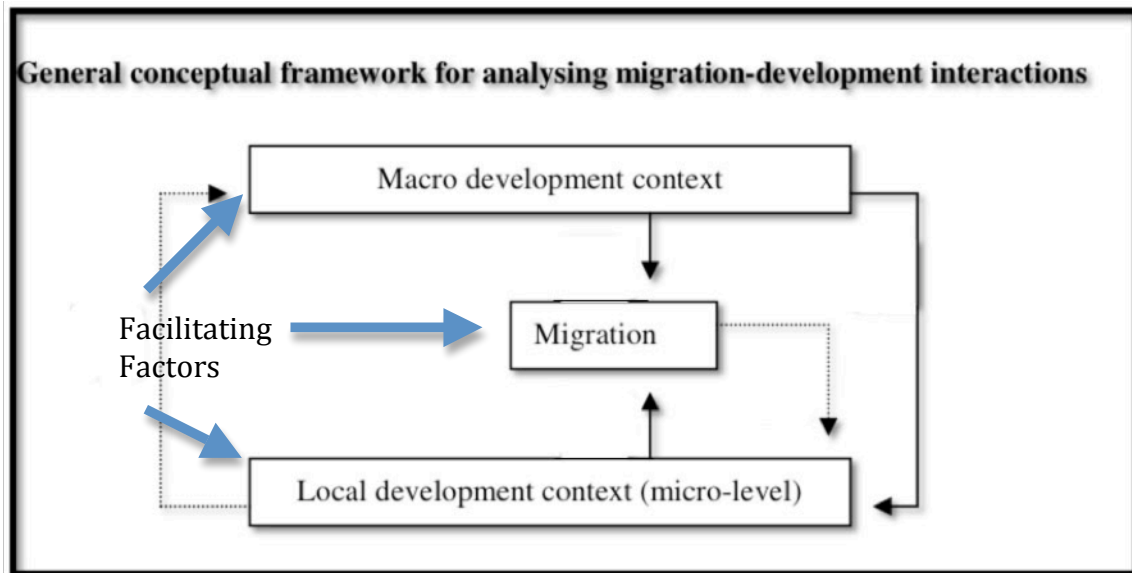 General conceptual framework for analysing migration-development interactions
Macro development context
Facilitating
Factors
Migration
Local development context (micro-level)